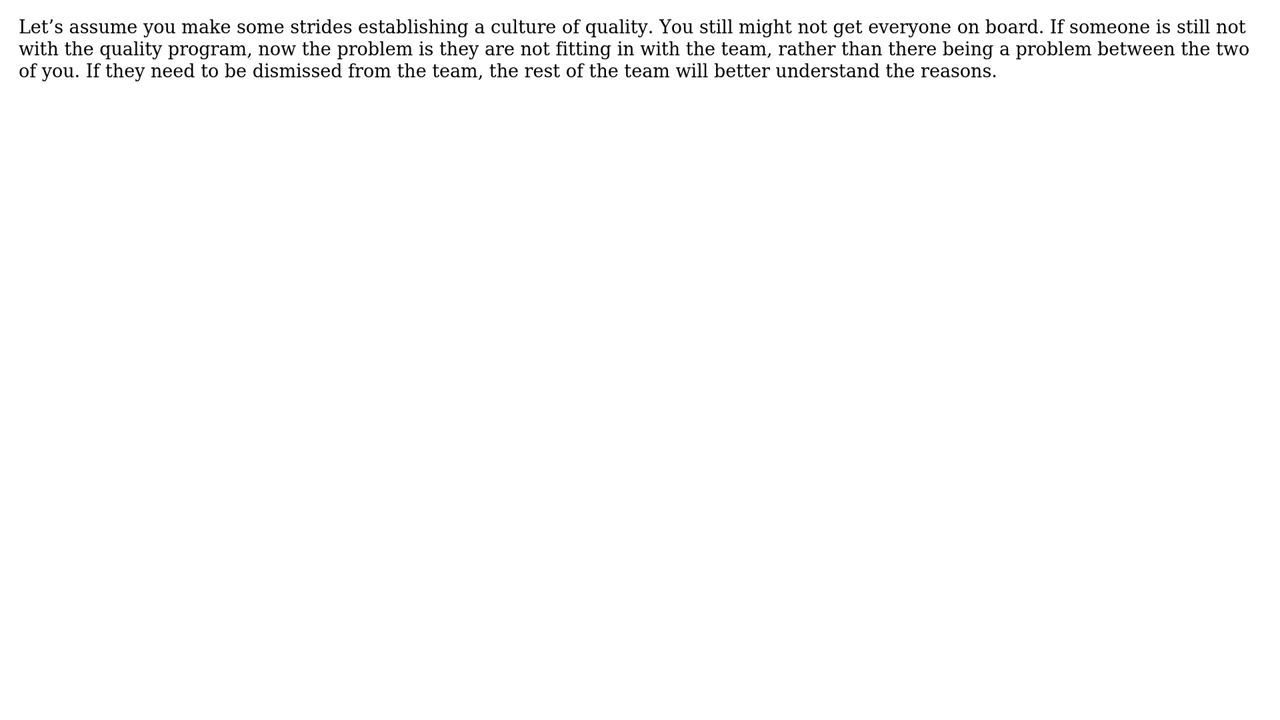 Let’s assume you make some strides establishing a culture of quality. You still might not get everyone on board. If someone is still not
with the quality program, now the problem is they are not fitting in with the team, rather than there being a problem between the two
of you. If they need to be dismissed from the team, the rest of the team will better understand the reasons.